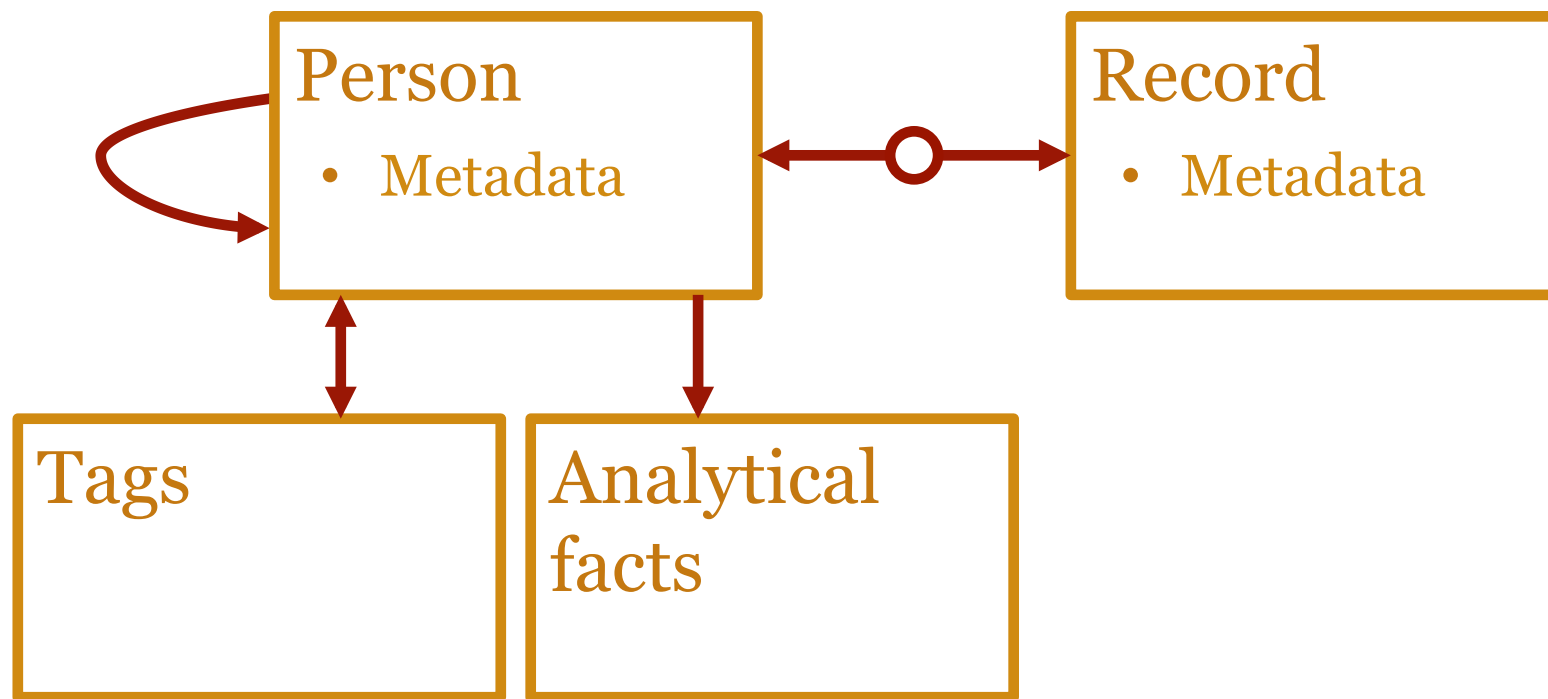 Person
• Metadata
Record
• Metadata
Tags
Analytical
facts